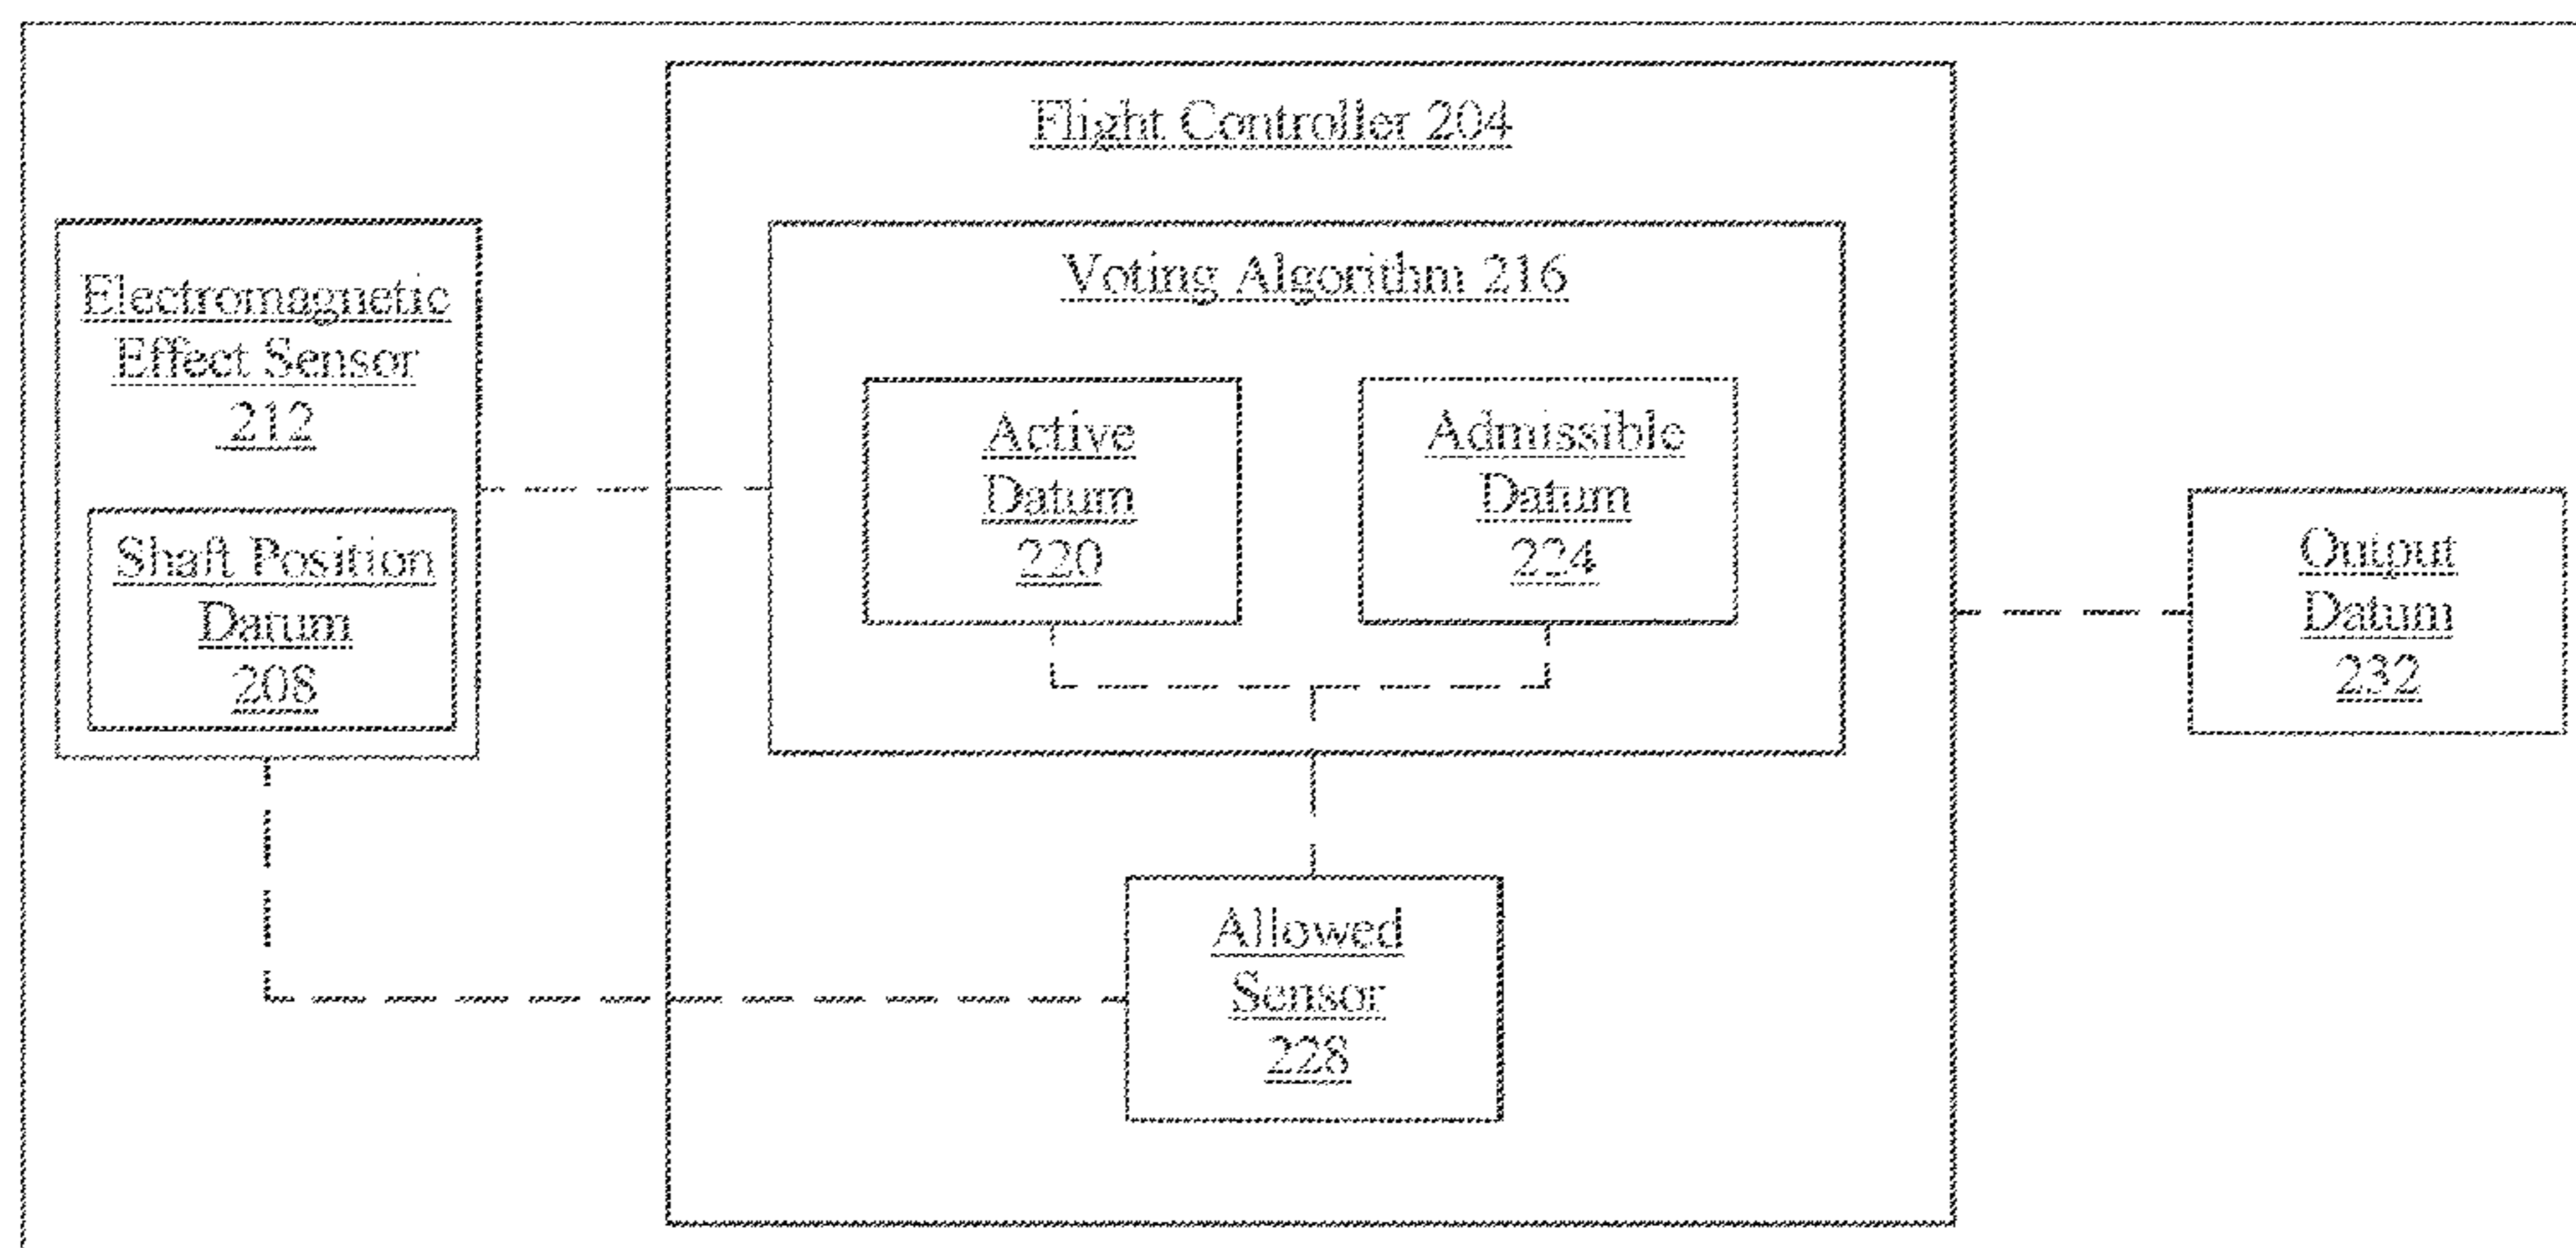 Flight Controller 204
Electromagnetic
Effect Sensor
212
Shaft Position
Datum
208
Voting Algorithm 216
Active
Datum
220
Admissible
Datum
224
Allowed
Sensor
228
Output
Datum
232